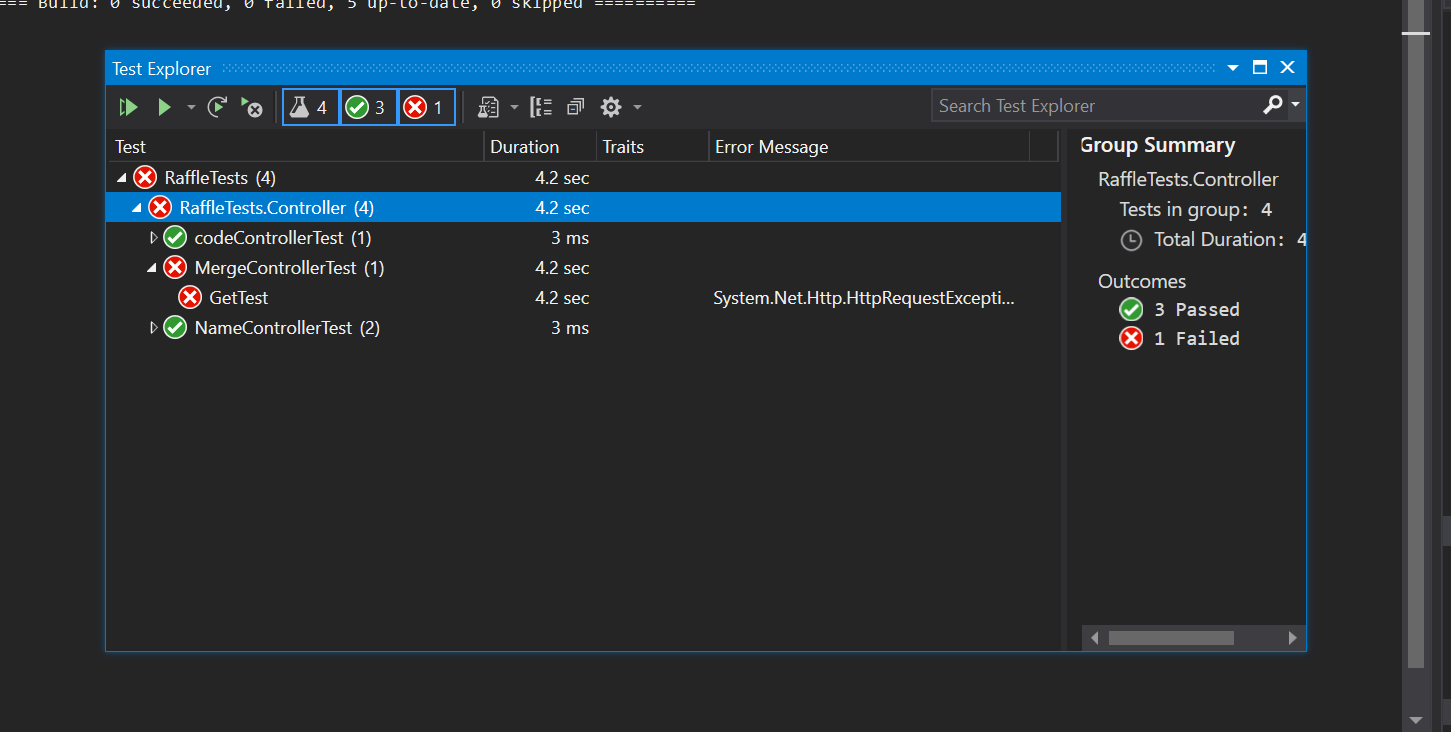 === Build: 0 succeeded, 0 failed, 5 up-to-date, 0 skipped ==========
Test Explorer
4 3 1
Search Test Explorer
Test Duration Traits Error Message
RaffleTests (4) 4.2 sec
RaffleTests.Controller (4) 4.2 sec
codeControllerTest (1) 3 ms
MergeControllerTest (1) 4.2 sec
GetTest 4.2 sec System.Net.Http.HttpRequestExcepti...
NameControllerTest (2) 3 ms
Group Summary
RaffleTests.Controller
Tests in group: 4
Total Duration: 4
Outcomes
3 Passed
1 Failed